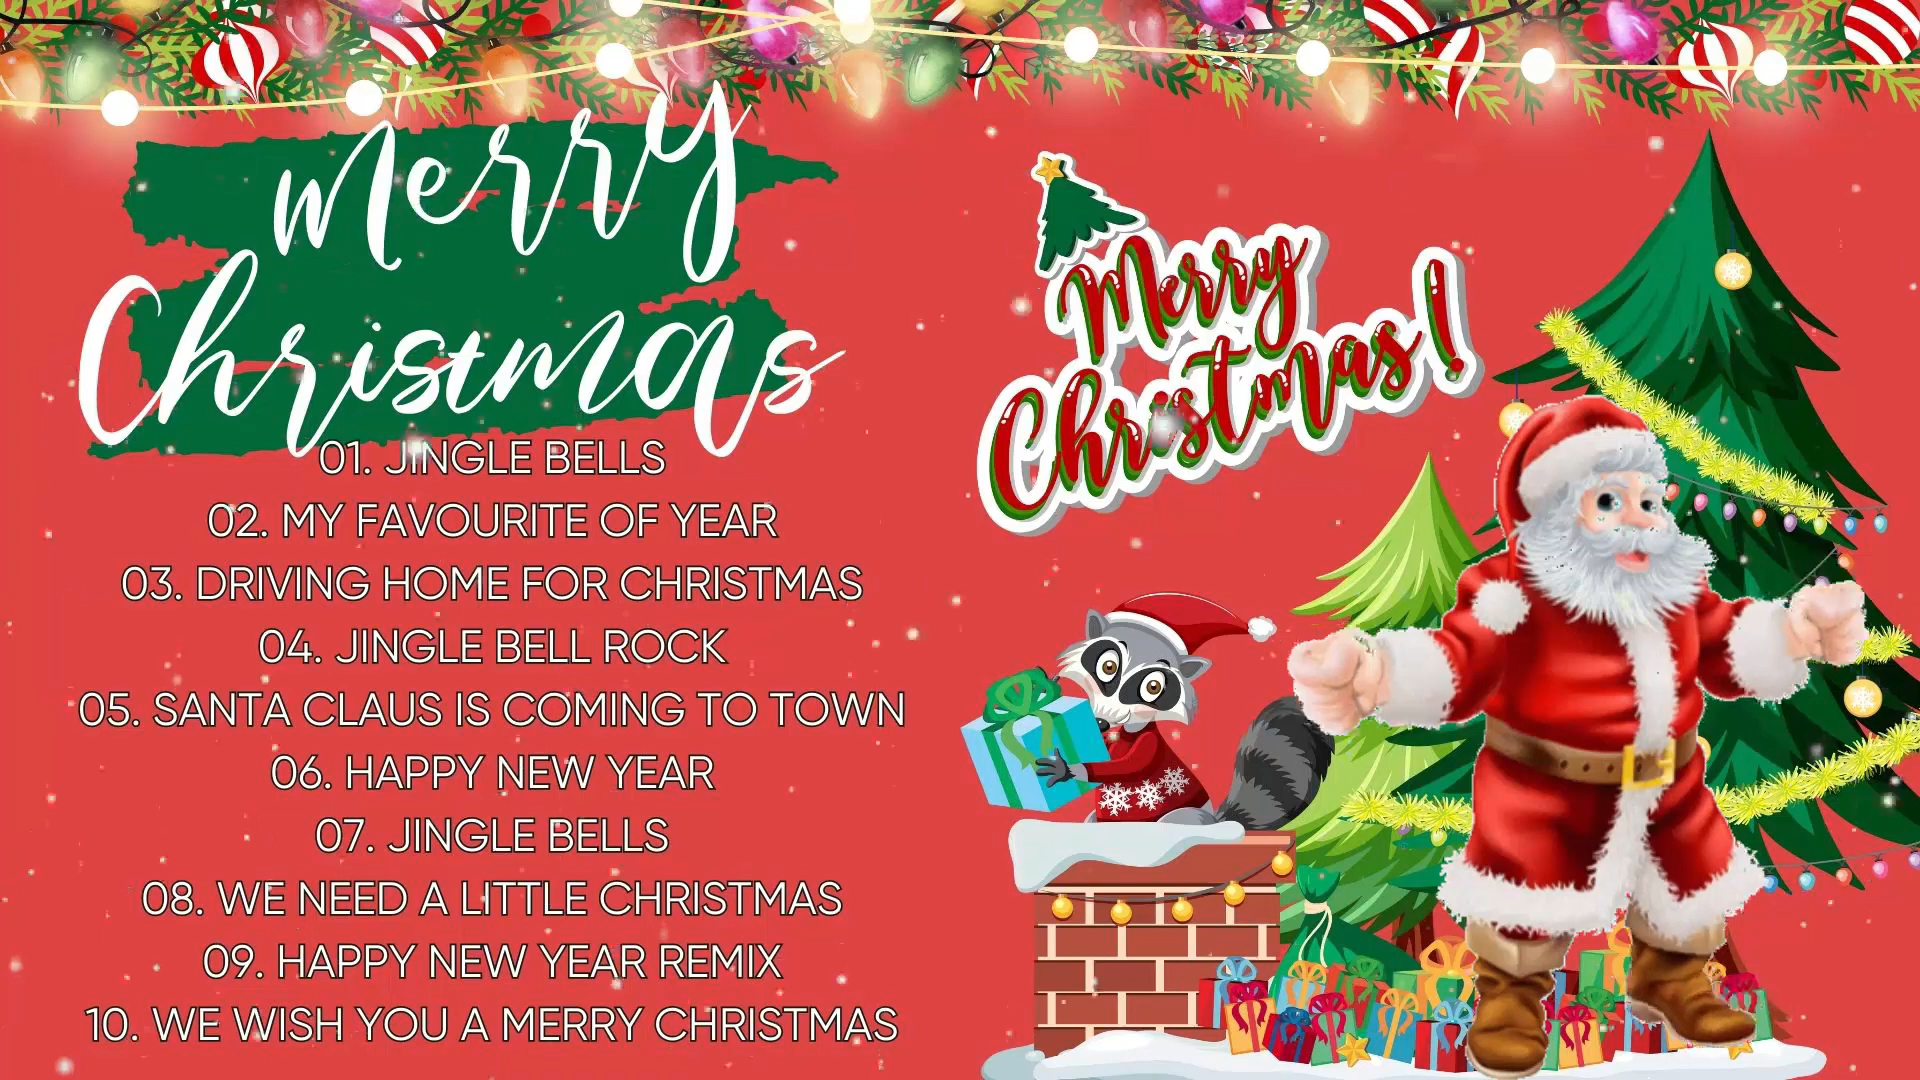 merry
Christmas
01. JINGLE BELLS
02. MY FAVOURITE OF YEAR
03. DRIVING HOME FOR CHRISTMAS
04. JINGLE BELL ROCK
05. SANTA CLAUS IS COMING TO TOWN
06. HAPPY NEW YEAR
07. JINGLE BELLS
08. WE NEED A LITTLE CHRISTMAS
09. HAPPY NEW YEAR REMIX
10. WE WISH YOU A MERRY CHRISTMAS
Merry
Christmas!